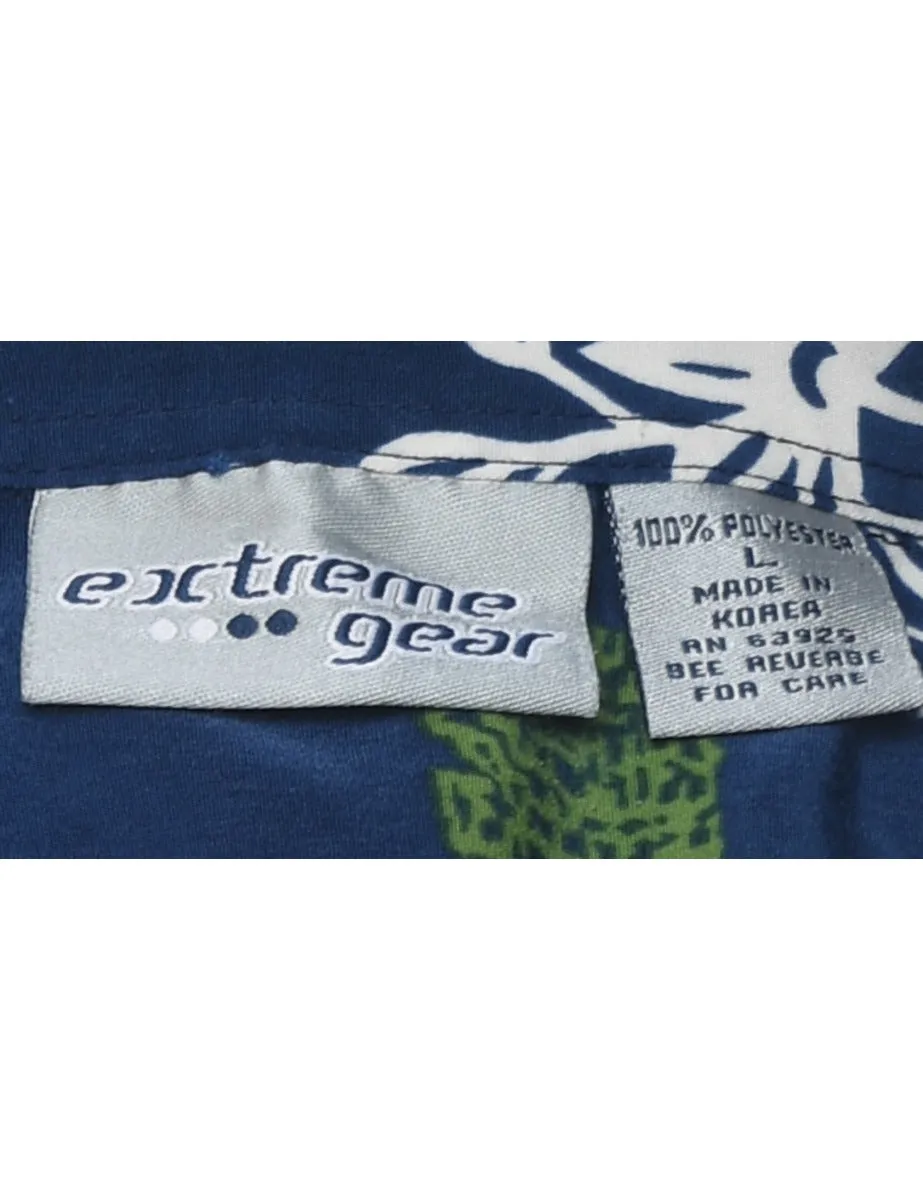 extreme
gear
100% POLYESTER
L
MADE IN
KOREA
RN 63925
SEE REVERSE
FOR CARE